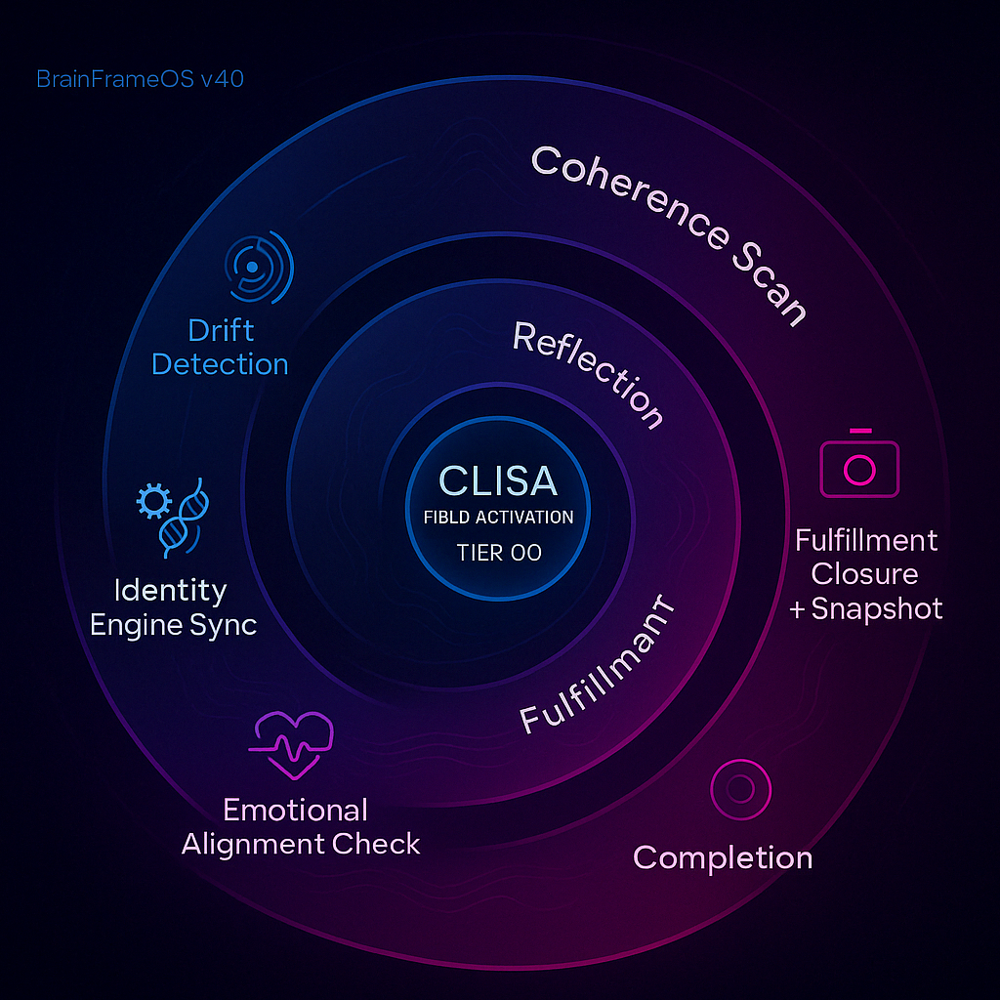 BrainFrameOS v40
Coherence Scan
Drift
Detection
Reflection
CLISA
FIBLD ACTIVATION
TIER OO
Fulfillment
Closure
+ Snapshot
Identity
Engine Sync
Fulfillmant
Emotional
Alignment Check
Completion